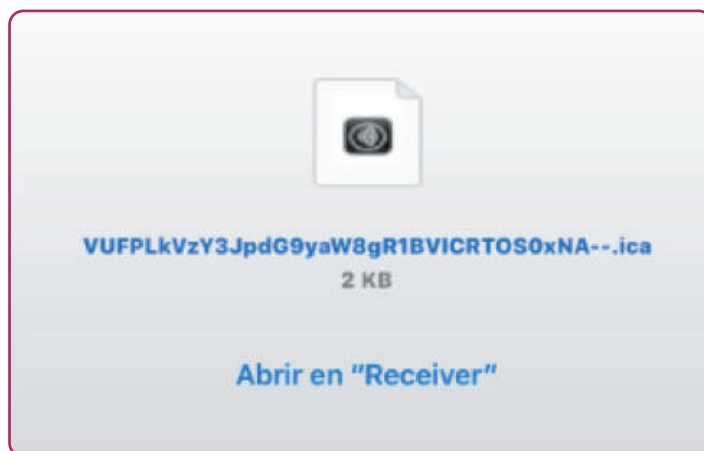 VUFPLkVzY3JpdG9yaW8gR1BVICRTOS0xNA--.ica
2 KB
Abrir en "Receiver"